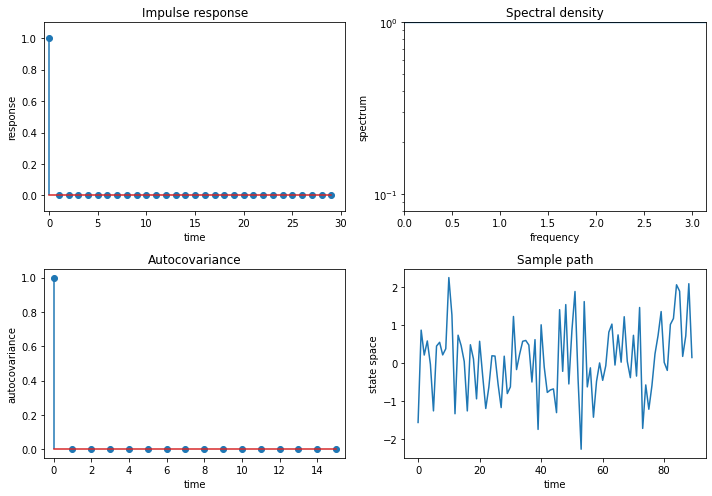 Impulse response
1.0
0.8
0.6
0.4
0.2
0.0
response
0 5 10 15 20 25 30
time
Spectral density
10⁰
10⁻¹
spectrum
0.0 0.5 1.0 1.5 2.0 2.5 3.0
frequency
Autocovariance
1.0
0.8
0.6
0.4
0.2
0.0
autocovariance
0 2 4 6 8 10 12 14
time
Sample path
2
1
0
−1
−2
state space
0 20 40 60 80
time